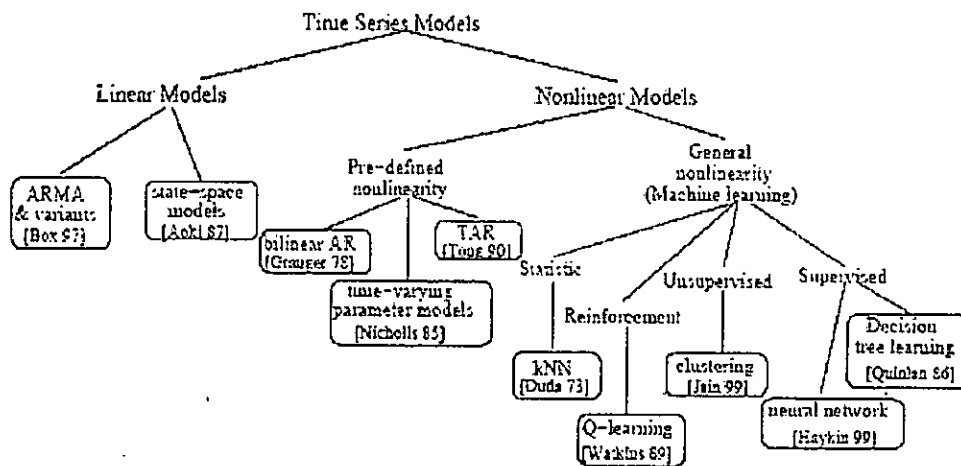 Time Series Models
Linear Models
Nonlinear Models
ARMA
& variants
[Box 97]
state-space
models
[Aoki 87]
Pre-defined
nonlinearity
General
nonlinearity
(Machine learning)
bilinear AR
[Granger 78]
TAR
[Tong 90]
time-varying
parameter models
[Nicholls 85]
Statistic
Reinforcement
Unsupervised
Supervised
kNN
[Duda 73]
Q-learning
[Watkins 89]
clustering
[Jain 99]
neural network
[Haykin 99]
Decision
tree learning
[Quinlan 86]